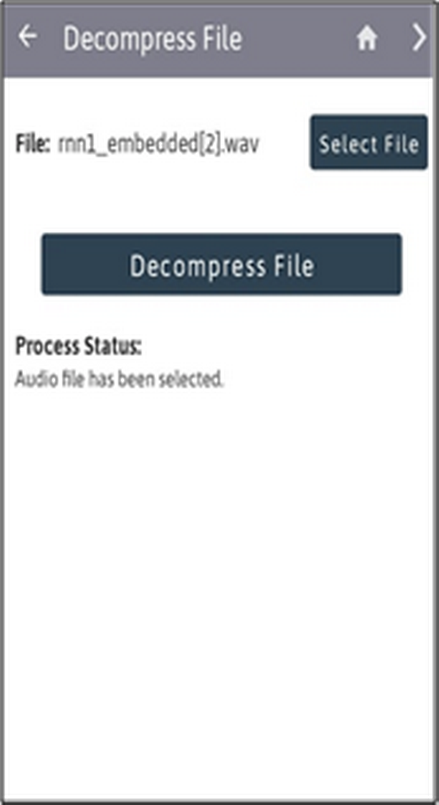 Decompress File
File: rnn1_embedded[2].wav Select File
Decompress File
Process Status:
Audio file has been selected.